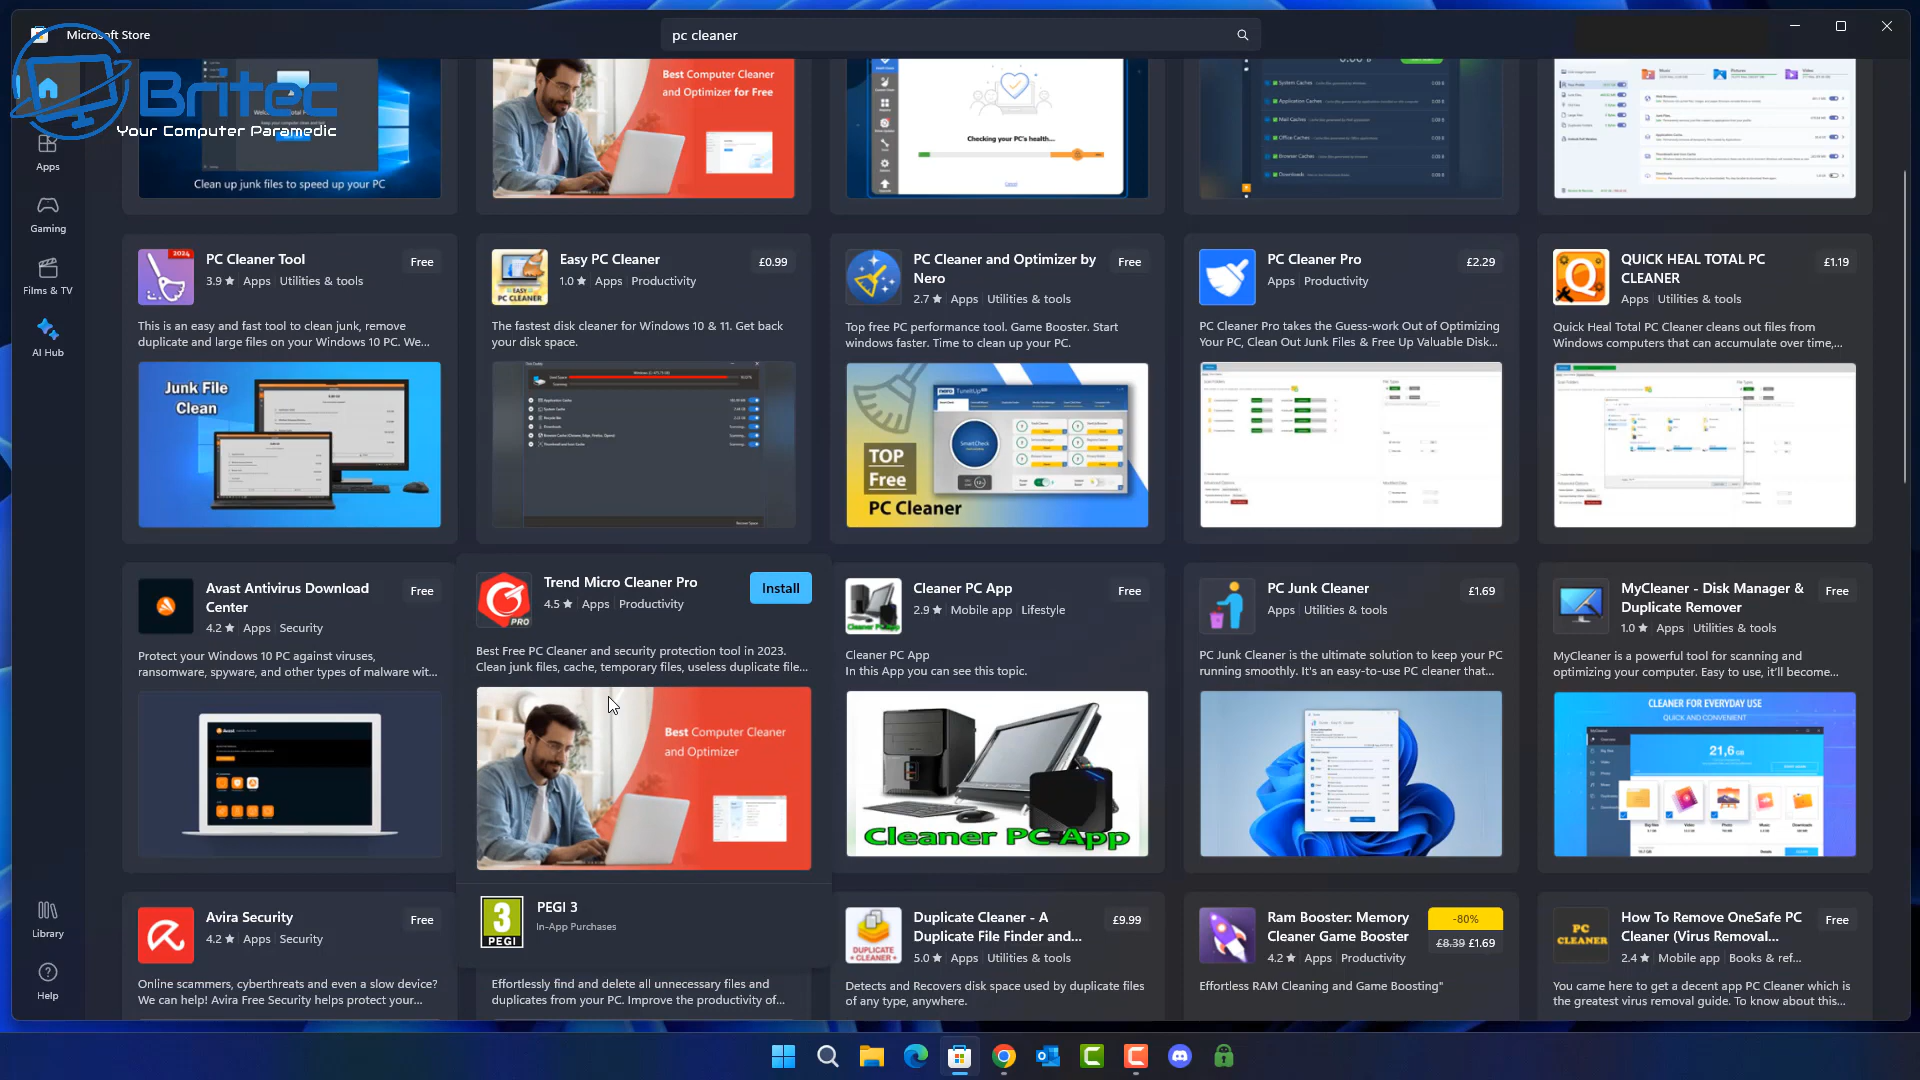 Microsoft Store
pc cleaner
Britec
Your Computer Paramedic
Apps
Gaming
Films & TV
AI Hub
Library
Help
Clean up junk files to speed up your PC
Best Computer Cleaner
and Optimizer for Free
Checking your PC's health...
System Caches
Application Caches
Mail Caches
Office Caches
Browser Caches
Downloads
PC Cleaner Tool
Free
3.9 ★ Apps Utilities & tools
This is an easy and fast tool to clean junk, remove
duplicate and large files on your Windows 10 PC. We...
Junk File
Clean
Easy PC Cleaner
£0.99
1.0 ★ Apps Productivity
The fastest disk cleaner for Windows 10 & 11. Get back
your disk space.
PC Cleaner and Optimizer by
Nero
Free
2.7 ★ Apps Utilities & tools
Top free PC performance tool. Game Booster. Start
windows faster. Time to clean up your PC.
SmartCheck
TOP
Free
PC Cleaner
PC Cleaner Pro
£2.29
Apps Productivity
PC Cleaner Pro takes the Guess-work Out of Optimizing
Your PC, Clean Out Junk Files & Free Up Valuable Disk...
QUICK HEAL TOTAL PC
CLEANER
£1.19
Apps Utilities & tools
Quick Heal Total PC Cleaner cleans out files from
Windows computers that can accumulate over time,...
Avast Antivirus Download
Center
Free
4.2 ★ Apps Security
Protect your Windows 10 PC against viruses,
ransomware, spyware, and other types of malware wit...
Trend Micro Cleaner Pro
Install
4.5 ★ Apps Productivity
Best Free PC Cleaner and security protection tool in 2023.
Clean junk files, cache, temporary files, useless duplicate file...
Best Computer Cleaner
and Optimizer
PEGI 3
In-App Purchases
Cleaner PC App
Free
2.9 ★ Mobile app Lifestyle
Cleaner PC App
In this App you can see this topic.
Cleaner PC App
PC Junk Cleaner
£1.69
Apps Utilities & tools
PC Junk Cleaner is the ultimate solution to keep your PC
running smoothly. It's an easy-to-use PC cleaner that...
MyCleaner - Disk Manager &
Duplicate Remover
Free
1.0 ★ Apps Utilities & tools
MyCleaner is a powerful tool for scanning and
optimizing your computer. Easy to use, it'll become...
CLEANER FOR EVERYDAY USE
QUICK AND CONVENIENT
21,6 GB
Avira Security
Free
4.2 ★ Apps Security
Online scammers, cyberthreats and even a slow device?
We can help! Avira Free Security helps protect your...
Effortlessly find and delete all unnecessary files and
duplicates from your PC. Improve the productivity of...
Duplicate Cleaner - A
Duplicate File Finder and...
£9.99
5.0 ★ Apps Utilities & tools
Detects and Recovers disk space used by duplicate files
of any type, anywhere.
Ram Booster: Memory
Cleaner Game Booster
-80%
£8.39 £1.69
4.2 ★ Apps Productivity
Effortless RAM Cleaning and Game Boosting"
How To Remove OneSafe PC
Cleaner (Virus Removal...
Free
2.4 ★ Mobile app Books & ref...
You came here to get a decent app PC Cleaner which is
the greatest virus removal guide. To know about this...